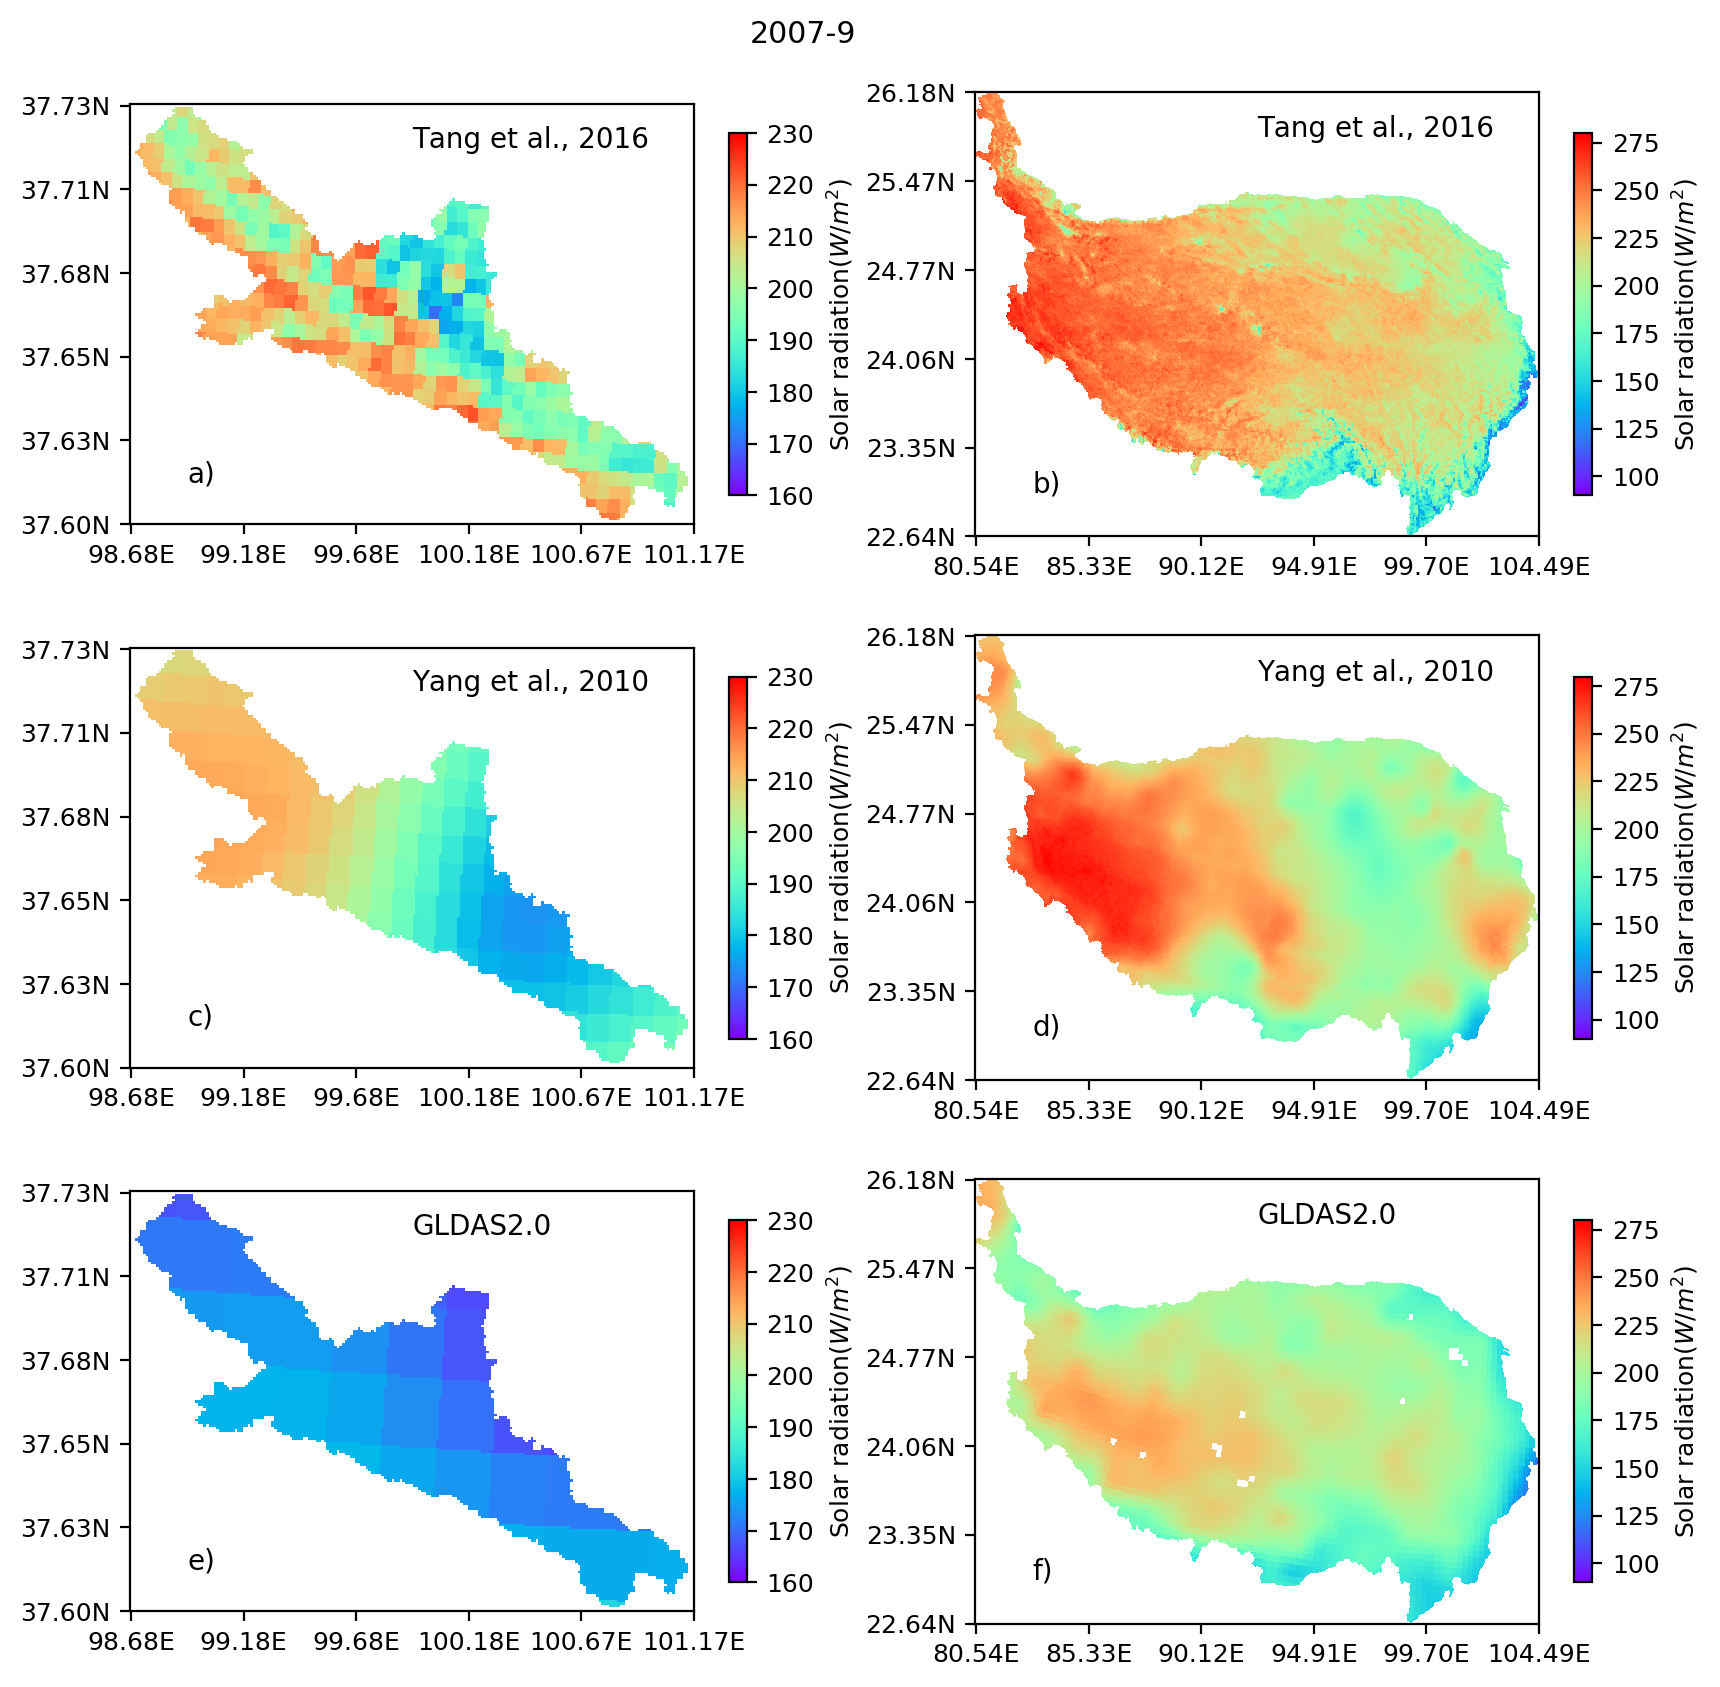 2007-9
37.73N
37.71N
37.68N
37.65N
37.63N
37.60N
98.68E 99.18E 99.68E 100.18E 100.67E 101.17E
Tang et al., 2016
a)
230
220
210
200
190
180
170
160
Solar radiation(W/m²)
26.18N
25.47N
24.77N
24.06N
23.35N
22.64N
80.54E 85.33E 90.12E 94.91E 99.70E 104.49E
Tang et al., 2016
b)
275
250
225
200
175
150
125
100
Solar radiation(W/m²)
37.73N
37.71N
37.68N
37.65N
37.63N
37.60N
98.68E 99.18E 99.68E 100.18E 100.67E 101.17E
Yang et al., 2010
c)
230
220
210
200
190
180
170
160
Solar radiation(W/m²)
26.18N
25.47N
24.77N
24.06N
23.35N
22.64N
80.54E 85.33E 90.12E 94.91E 99.70E 104.49E
Yang et al., 2010
d)
275
250
225
200
175
150
125
100
Solar radiation(W/m²)
37.73N
37.71N
37.68N
37.65N
37.63N
37.60N
98.68E 99.18E 99.68E 100.18E 100.67E 101.17E
GLDAS2.0
e)
230
220
210
200
190
180
170
160
Solar radiation(W/m²)
26.18N
25.47N
24.77N
24.06N
23.35N
22.64N
80.54E 85.33E 90.12E 94.91E 99.70E 104.49E
GLDAS2.0
f)
275
250
225
200
175
150
125
100
Solar radiation(W/m²)